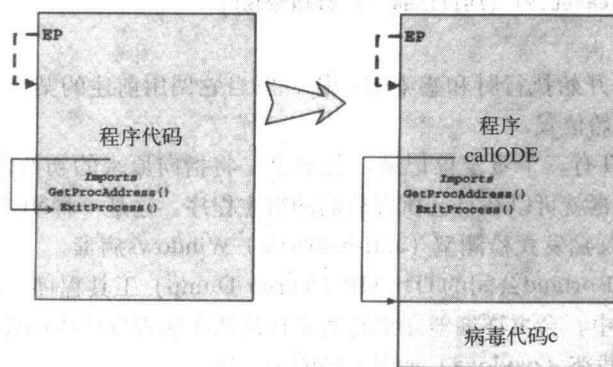 EP
程序代码
Imports
GetProcAddress()
ExitProcess()
EP
程序
callODE
Imports
GetProcAddress()
ExitProcess()
病毒代码c